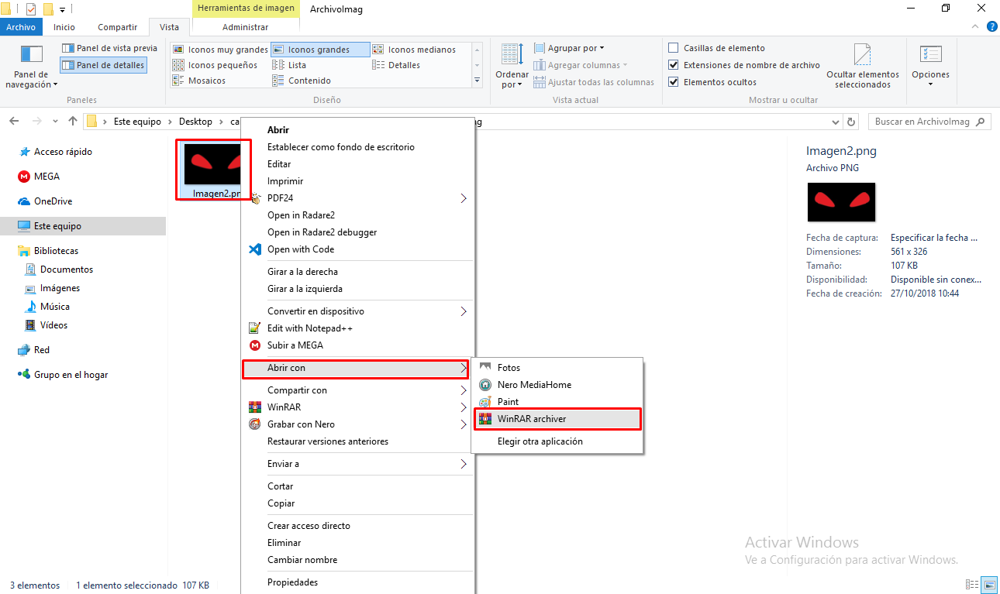 Herramientas de imagen
ArchivoImag
Archivo
Inicio
Compartir
Vista
Administrar
Panel de navegación
Panel de vista previa
Panel de detalles
Paneles
Iconos muy grandes
Iconos grandes
Iconos medianos
Iconos pequeños
Lista
Detalles
Mosaicos
Contenido
Diseño
Ordenar por
Agrupar por
Agregar columnas
Ajustar todas las columnas
Vista actual
Casillas de elemento
Extensiones de nombre de archivo
Elementos ocultos
Ocultar elementos seleccionados
Mostrar u ocultar
Opciones
Este equipo
Desktop
ca
ng
Buscar en ArchivoImag
Acceso rápido
MEGA
OneDrive
Este equipo
Bibliotecas
Documentos
Imágenes
Música
Vídeos
Red
Grupo en el hogar
Imagen2.pn
Abrir
Establecer como fondo de escritorio
Editar
Imprimir
PDF24
Open in Radare2
Open in Radare2 debugger
Open with Code
Girar a la derecha
Girar a la izquierda
Convertir en dispositivo
Edit with Notepad++
Subir a MEGA
Abrir con
Compartir con
WinRAR
Grabar con Nero
Restaurar versiones anteriores
Enviar a
Cortar
Copiar
Crear acceso directo
Eliminar
Cambiar nombre
Propiedades
Fotos
Nero MediaHome
Paint
WinRAR archiver
Elegir otra aplicación
Imagen2.png
Archivo PNG
Fecha de captura: Especificar la fecha ...
Dimensiones: 561 x 326
Tamaño: 107 KB
Disponibilidad: Disponible sin conex...
Fecha de creación: 27/10/2018 10:44
Activar Windows
Ve a Configuración para activar Windows.
3 elementos
1 elemento seleccionado 107 KB